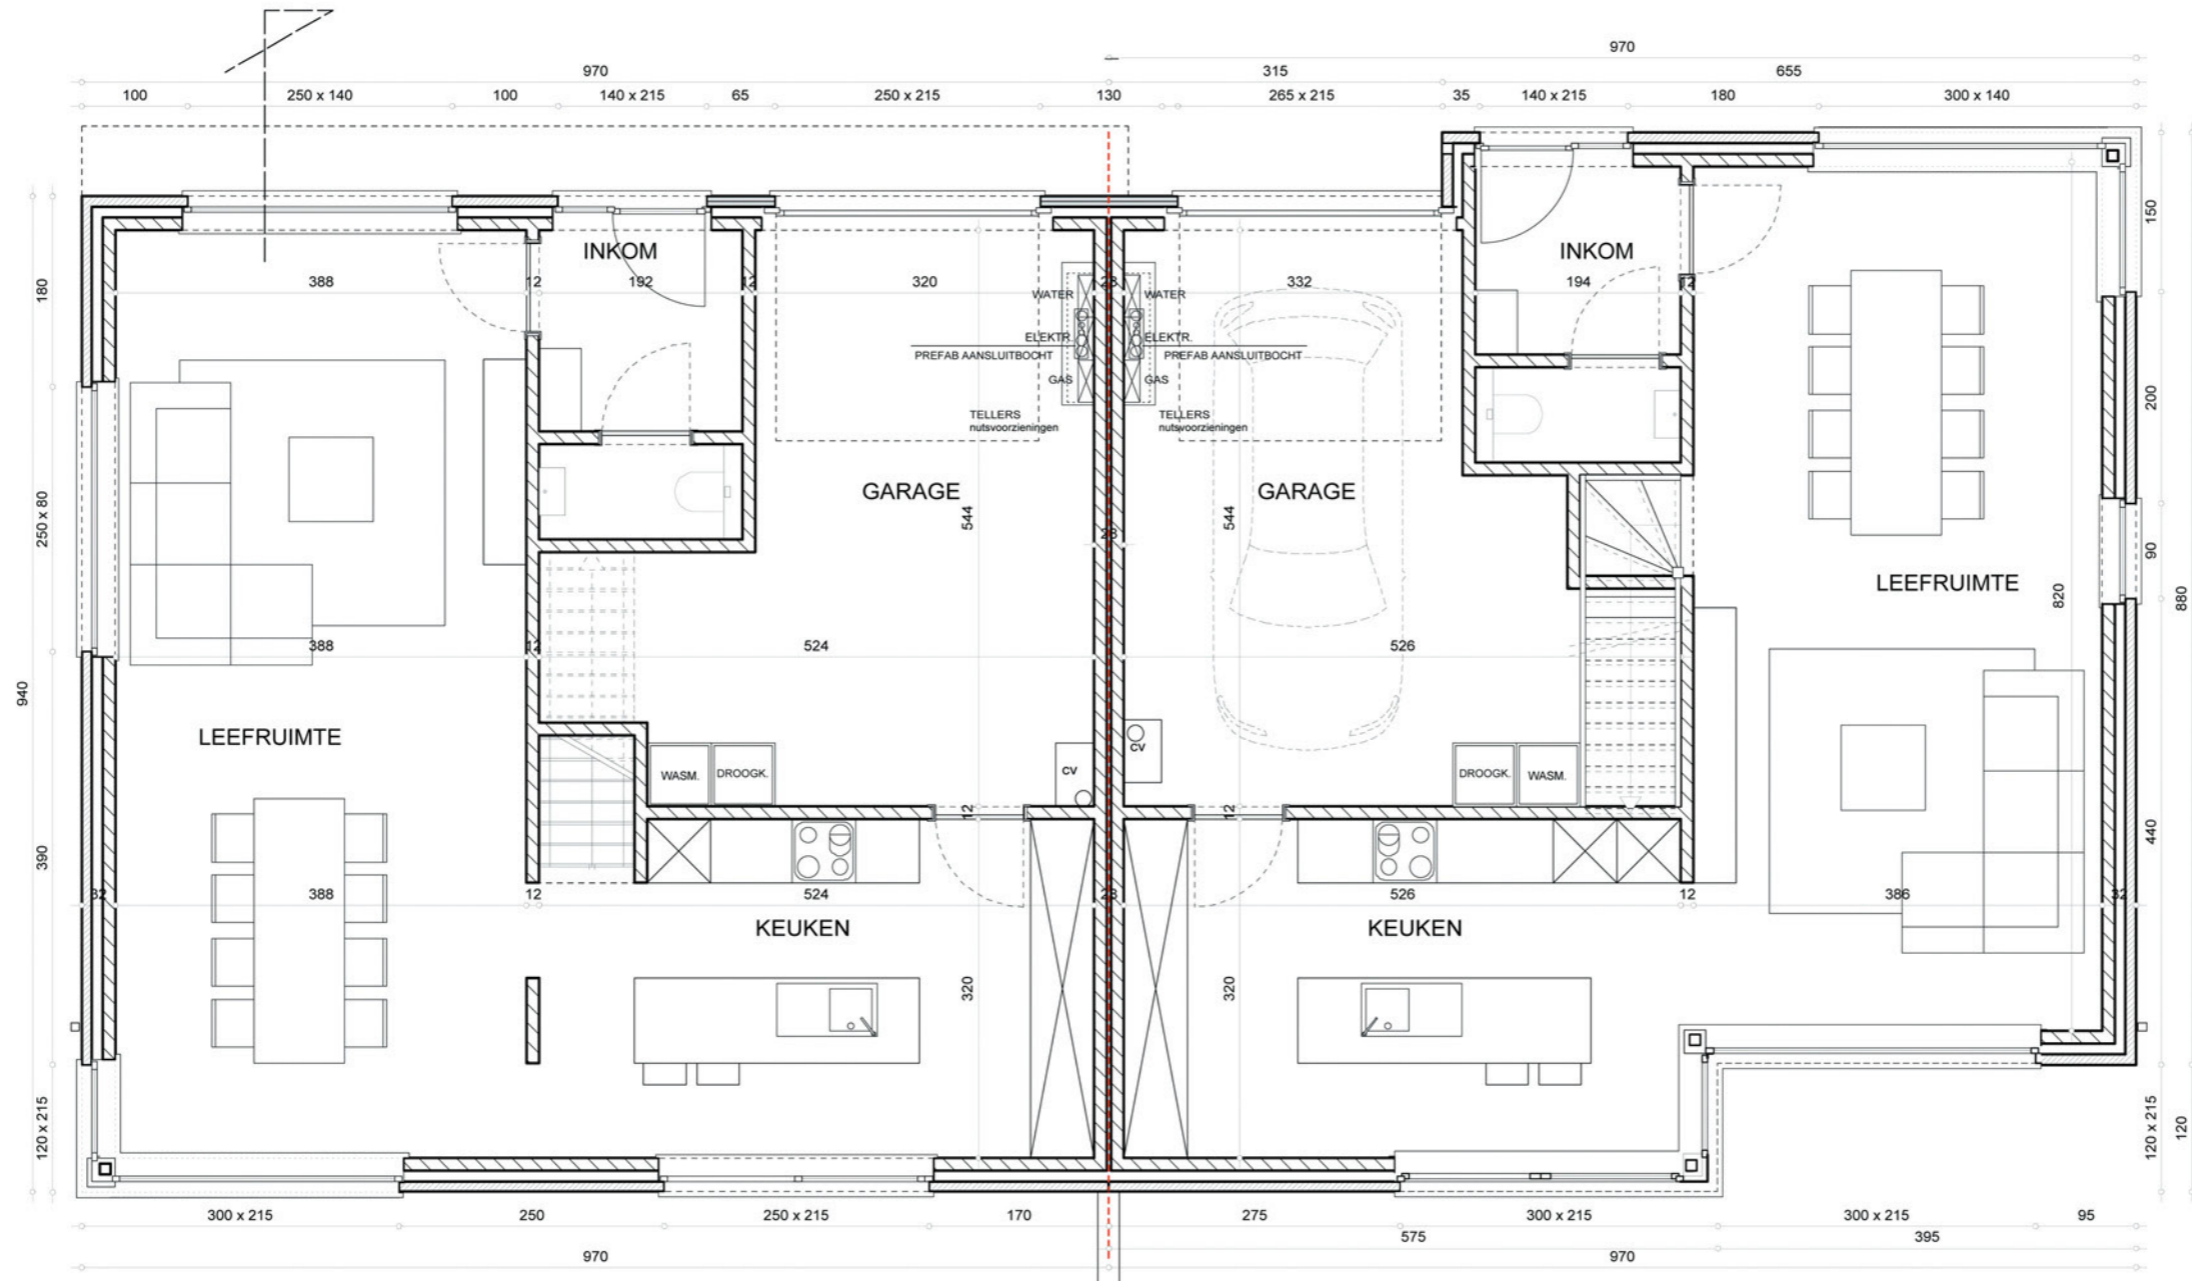 970
970
315
655
100
250 x 140
100
140 x 215
65
250 x 215
130
265 x 215
35
140 x 215
180
300 x 140
INKOM
INKOM
388
12
192
12
320
28
332
194
12
180
150
WATER
WATER
ELEKTR.
ELEKTR.
PREFAB AANSLUITBOCHT
PREFAB AANSLUITBOCHT
GAS
GAS
TELLERS
nutsvoorzieningen
TELLERS
nutsvoorzieningen
200
GARAGE
GARAGE
250 x 80
544
28
544
90
LEEFRUIMTE
820
880
388
12
524
526
940
LEEFRUIMTE
WASM.
DROOGK.
CV
CV
DROOGK.
WASM.
12
12
440
390
32
388
12
524
28
526
12
386
32
KEUKEN
KEUKEN
320
320
120 x 215
120 x 215
120
300 x 215
250
250 x 215
170
275
300 x 215
300 x 215
95
575
395
970
970